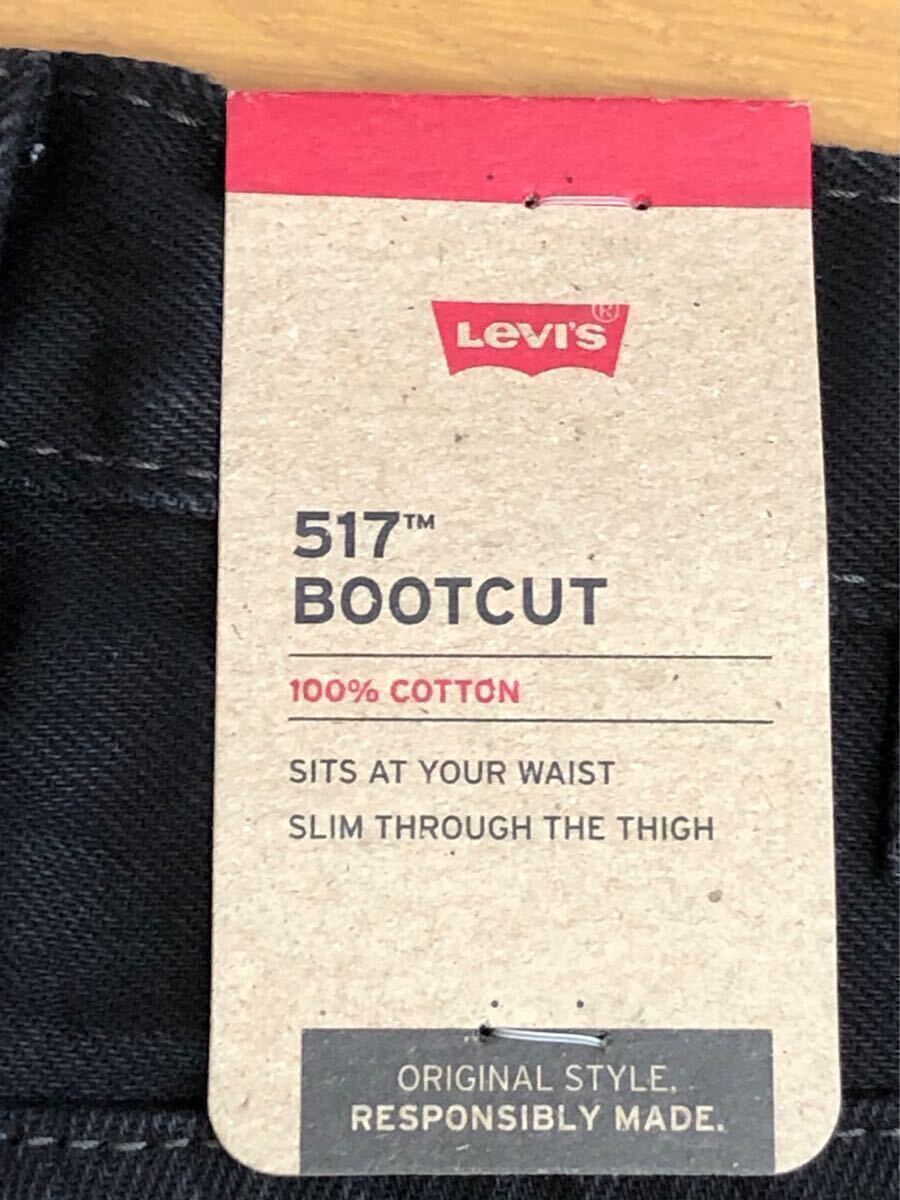 LEVI'S®
517™
BOOTCUT
100% COTTON
SITS AT YOUR WAIST
SLIM THROUGH THE THIGH
ORIGINAL STYLE.
RESPONSIBLY MADE.